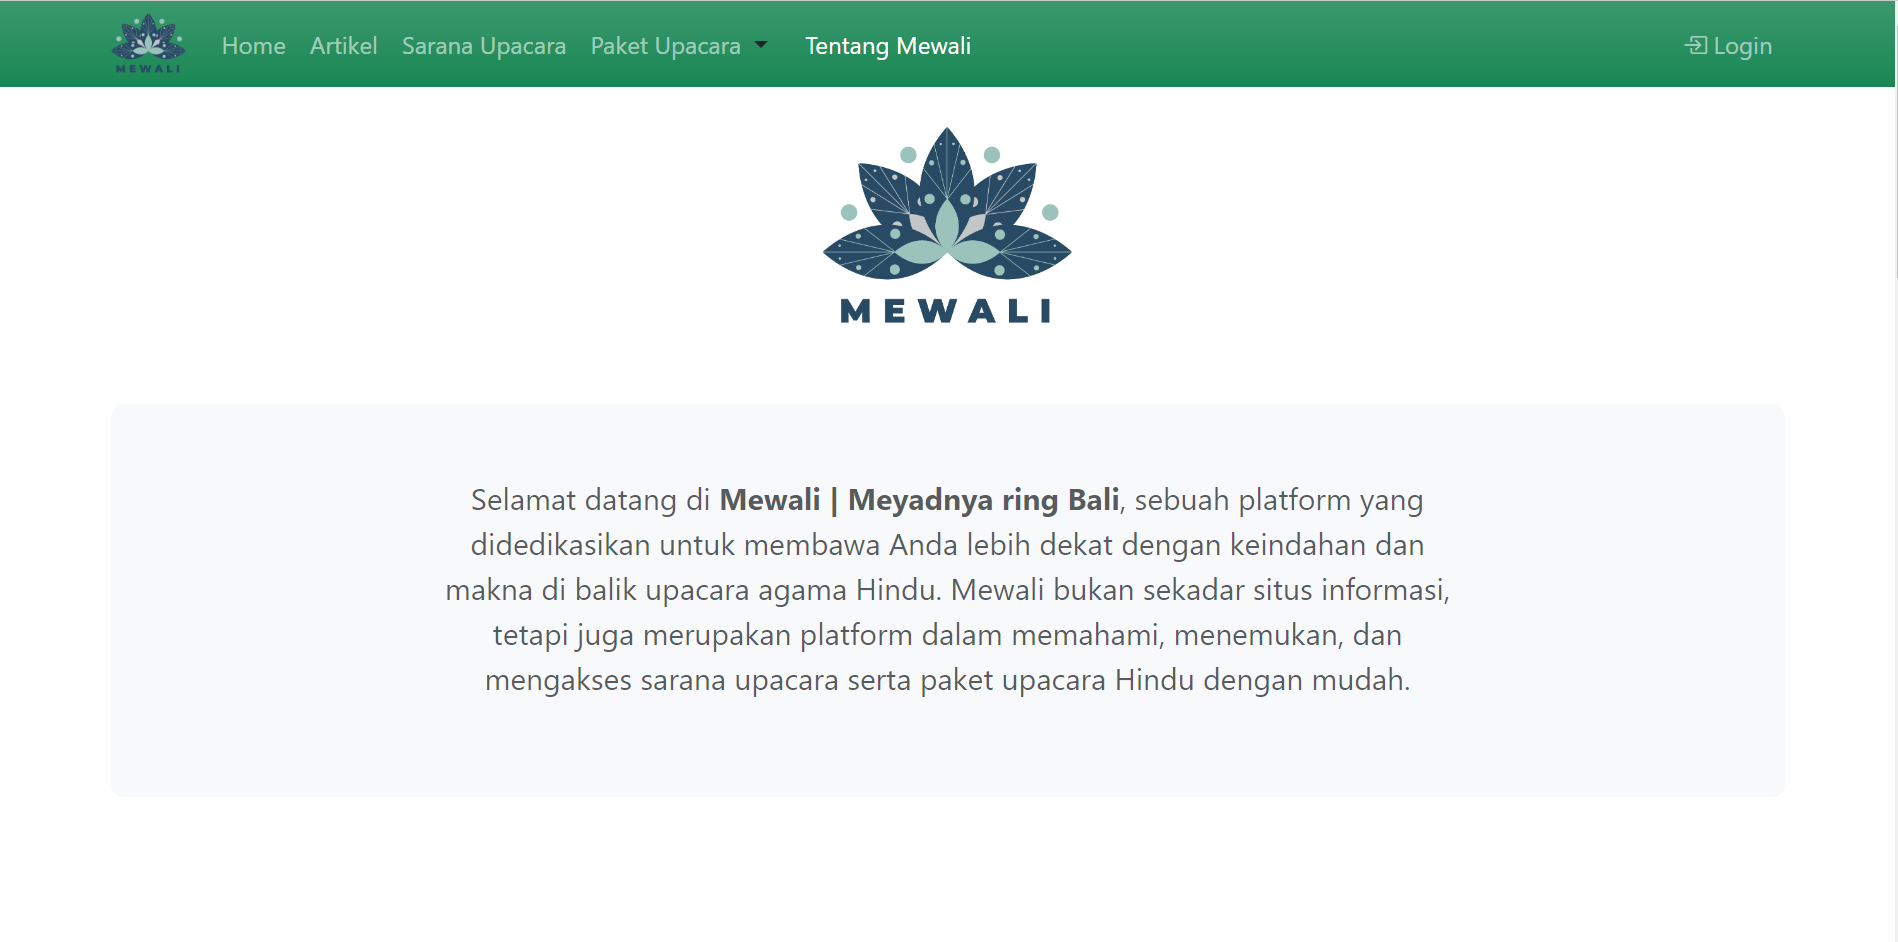 MEWALI
Home Artikel Sarana Upacara Paket Upacara Tentang Mewali Login
MEWALI
Selamat datang di Mewali | Meyadnya ring Bali, sebuah platform yang
didedikasikan untuk membawa Anda lebih dekat dengan keindahan dan
makna di balik upacara agama Hindu. Mewali bukan sekadar situs informasi,
tetapi juga merupakan platform dalam memahami, menemukan, dan
mengakses sarana upacara serta paket upacara Hindu dengan mudah.